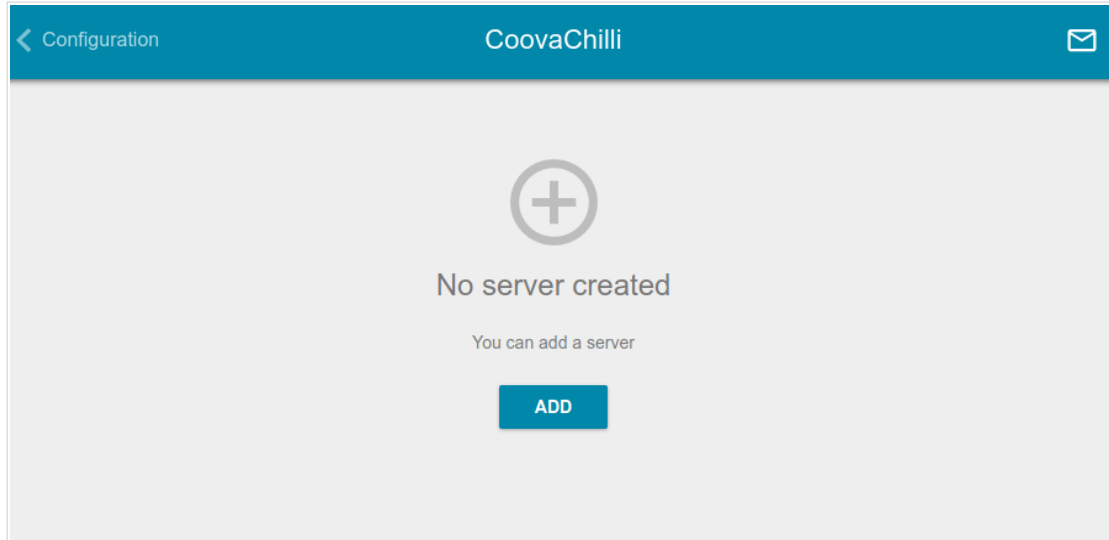 Configuration
CoovaChilli
No server created
You can add a server
ADD